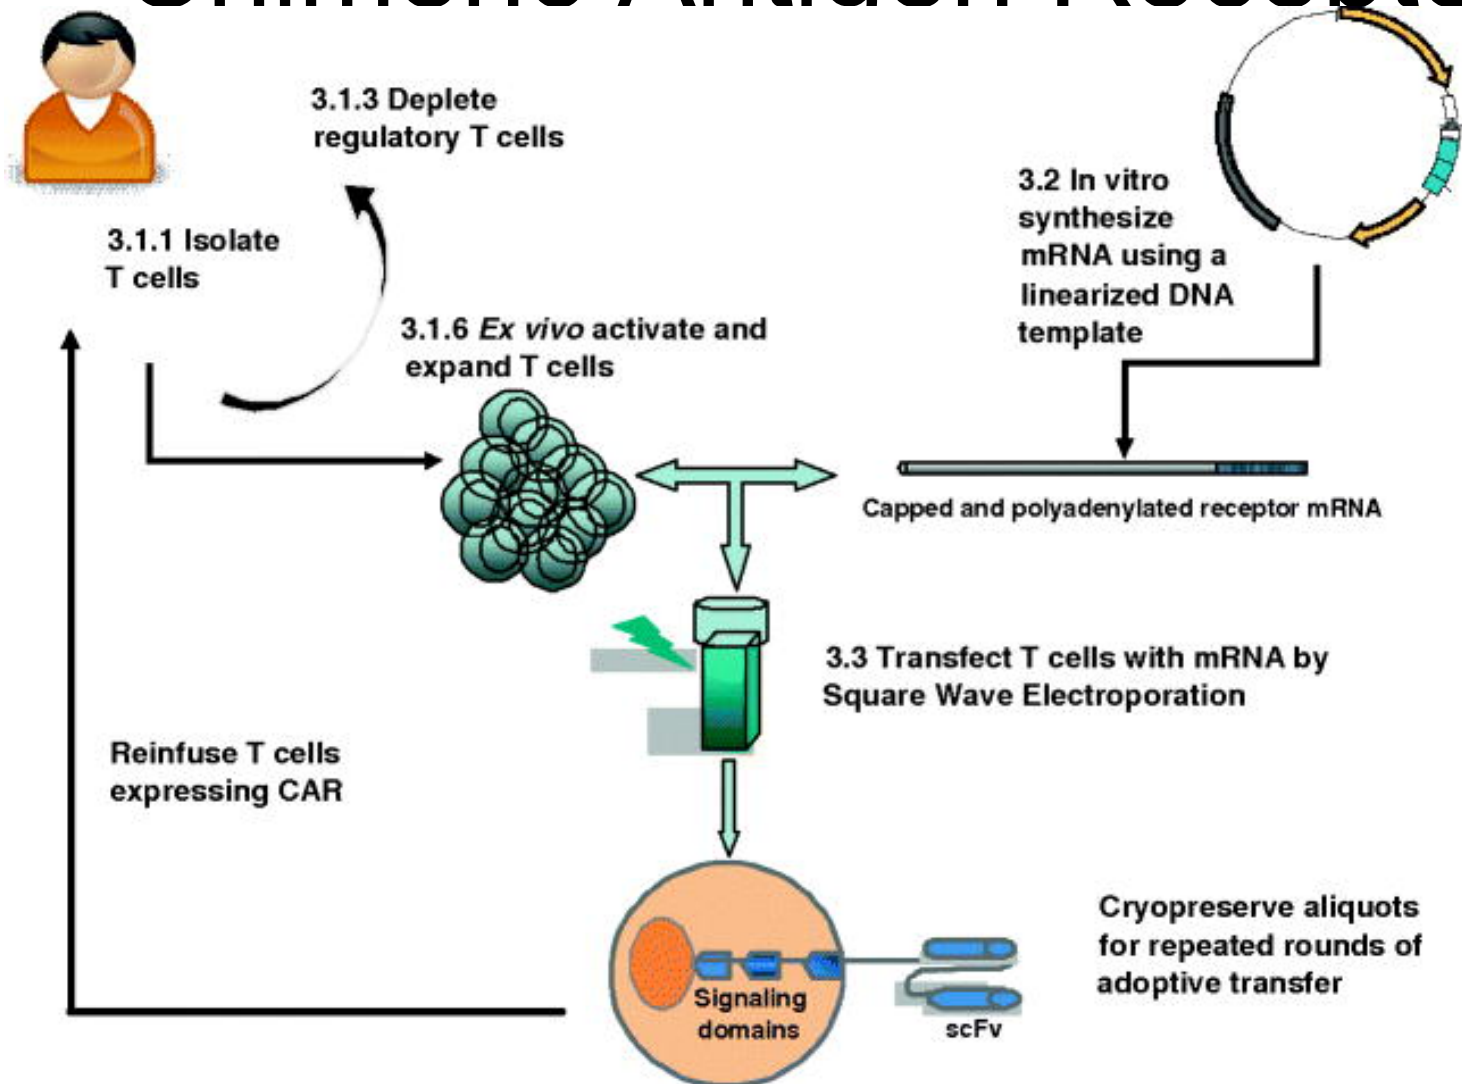 Chimeric Antigen Recepto
3.1.3 Deplete
regulatory T cells
3.2 In vitro
synthesize
mRNA using a
linearized DNA
template
3.1.1 Isolate
T cells
3.1.6 Ex vivo activate and
expand T cells
Capped and polyadenylated receptor mRNA
3.3 Transfect T cells with mRNA by
Square Wave Electroporation
Reinfuse T cells
expressing CAR
Cryopreserve aliquots
for repeated rounds of
adoptive transfer
Signaling
domains
scFv